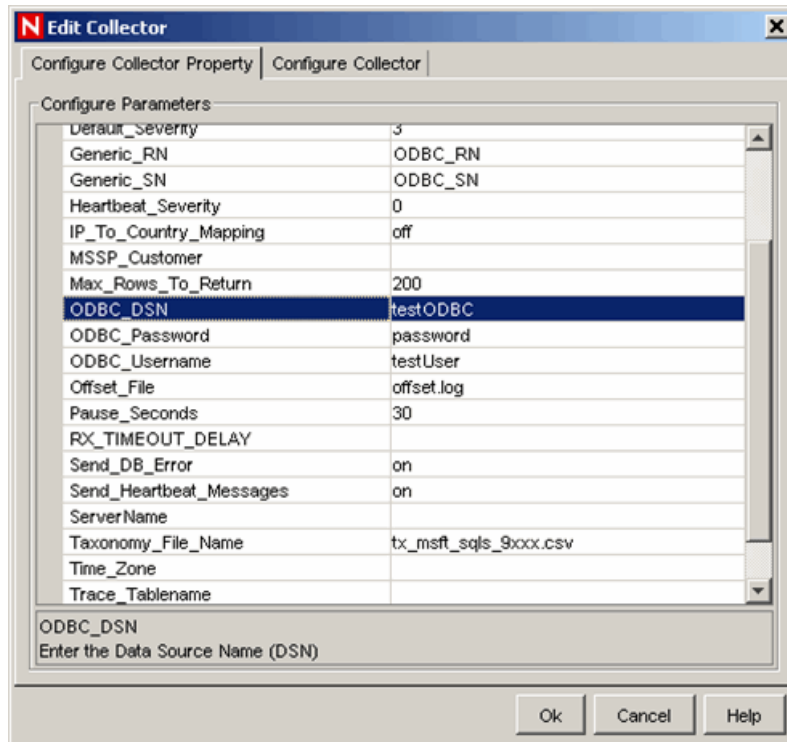 N Edit Collector
Configure Collector Property Configure Collector
Configure Parameters
Default_Severity 3
Generic_RN ODBC_RN
Generic_SN ODBC_SN
Heartbeat_Severity 0
IP_To_Country_Mapping off
MSSP_Customer
Max_Rows_To_Return 200
ODBC_DSN testODBC
ODBC_Password password
ODBC_Username testUser
Offset_File offset.log
Pause_Seconds 30
RX_TIMEOUT_DELAY
Send_DB_Error on
Send_Heartbeat_Messages on
ServerName
Taxonomy_File_Name tx_msft_sqls_9xxx.csv
Time_Zone
Trace_Tablename
ODBC_DSN
Enter the Data Source Name (DSN)
Ok Cancel Help